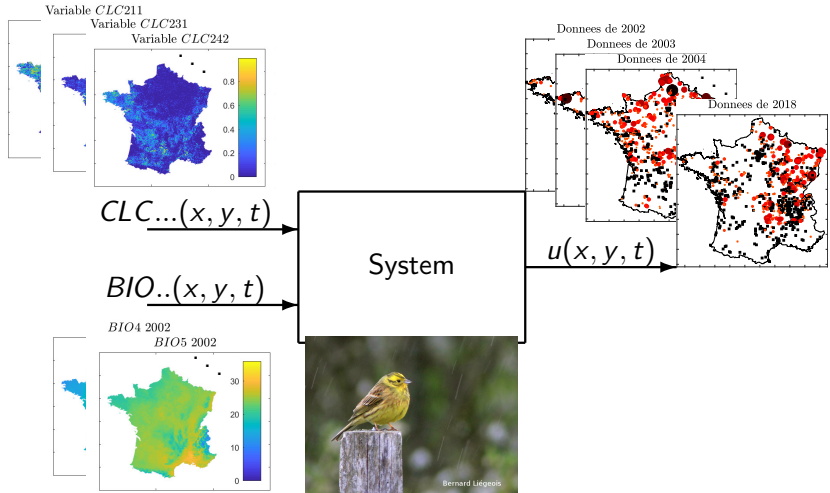 Variable CLC211
Variable CLC231
Variable CLC242
0.8
0.6
0.4
0.2
0
Donnees de 2002
Donnees de 2003
Donnees de 2004
Donnees de 2018
CLC...(x, y, t)
BIO..(x, y, t)
System
u(x, y, t)
BIO4 2002
BIO5 2002
30
20
10
0
Bernard Liégeois